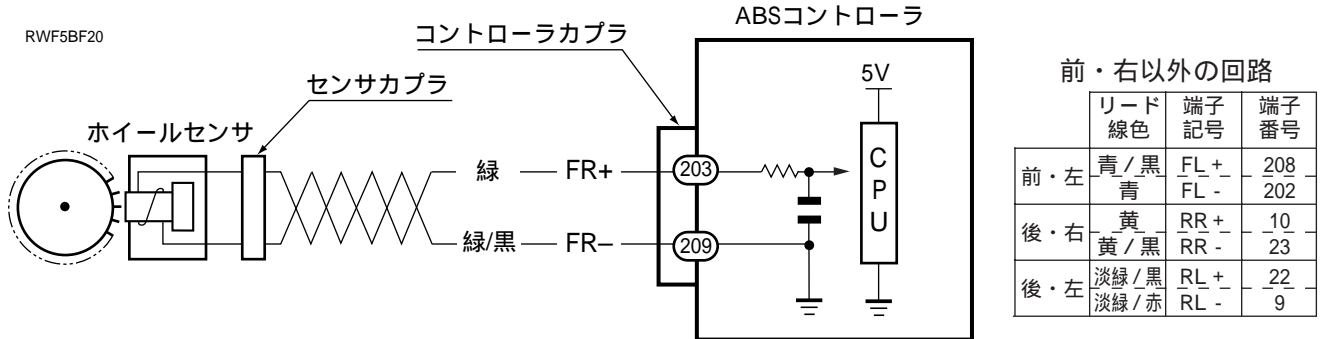 RWF5BF20
ABSコントローラ
コントローラカプラ
センサカプラ
ホイールセンサ
5V
CPU
緑 FR+ 203
緑/黒 FR− 209
前・右以外の回路
リード線色 端子記号 端子番号
前・左 青/黒 FL+ 208
青 FL- 202
後・右 黄 RR+ 10
黄/黒 RR- 23
後・左 淡緑/黒 RL+ 22
淡緑/赤 RL- 9